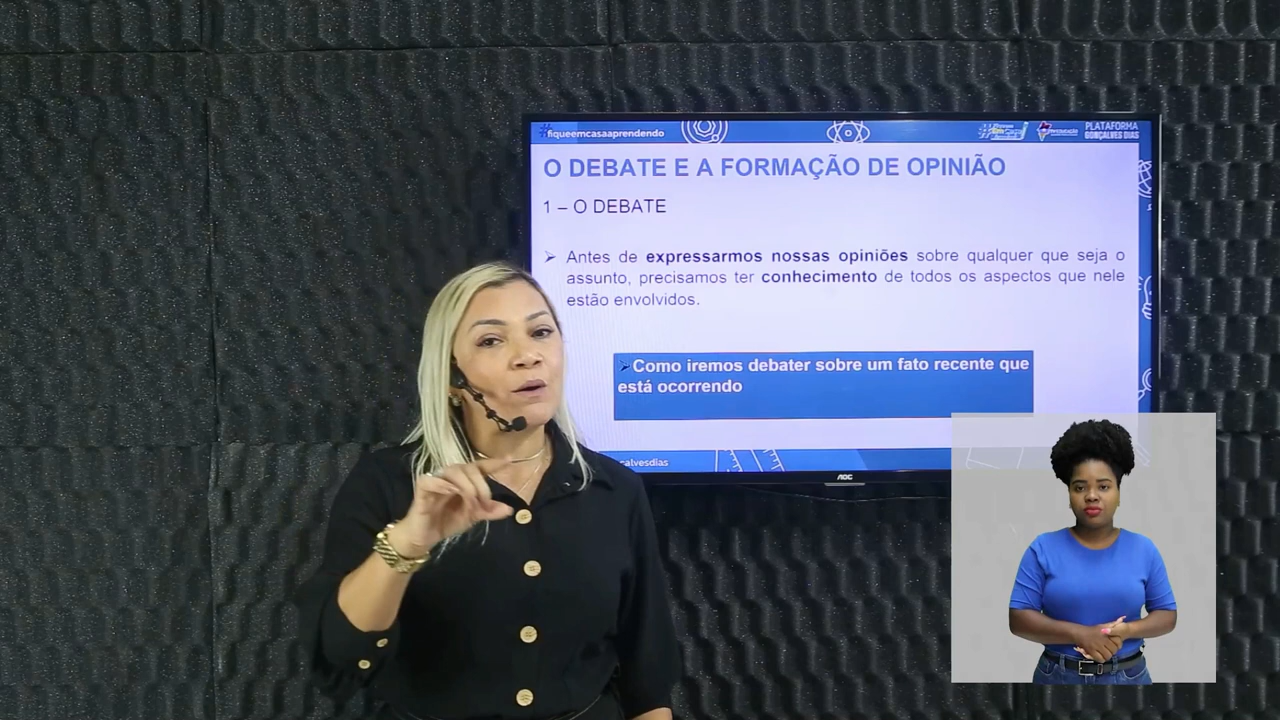 #fiqueemcasaaprendendo
PLATAFORMA
GONÇALVES DIAS
O DEBATE E A FORMAÇÃO DE OPINIÃO
1 – O DEBATE
➢ Antes de expressarmos nossas opiniões sobre qualquer que seja o
assunto, precisamos ter conhecimento de todos os aspectos que nele
estão envolvidos.
➢Como iremos debater sobre um fato recente que
está ocorrendo
calvesdias
AOC